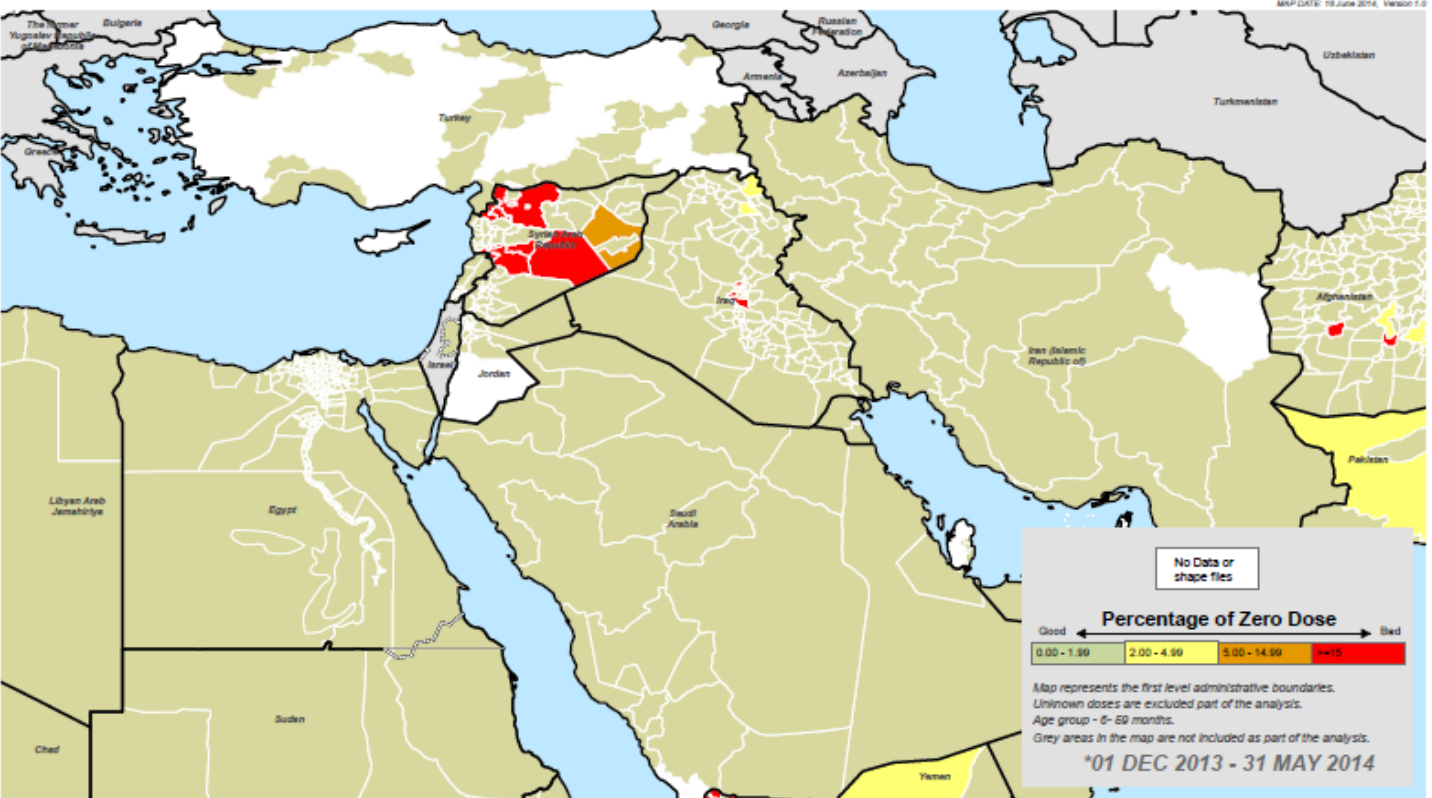 MAP DATE: 18 June 2014, Version 1.0
The former
Yugoslav Republic
of Macedonia
Bulgaria
Georgia
Russian
Federation
Uzbekistan
Armenia
Azerbaijan
Turkmenistan
Turkey
Greece
Syrian Arab
Republic
Iraq
Afghanistan
Iran (Islamic
Republic of)
Israel
Jordan
Pakistan
Libyan Arab
Jamahiriya
Egypt
Saudi
Arabia
Sudan
Chad
Yemen
No Data or
shape files
Percentage of Zero Dose
Good
Bad
0.00 - 1.99
2.00 - 4.99
5.00 - 14.99
>=15
Map represents the first level administrative boundaries.
Unknown doses are excluded part of the analysis.
Age group - 6- 59 months.
Grey areas in the map are not included as part of the analysis.
*01 DEC 2013 - 31 MAY 2014